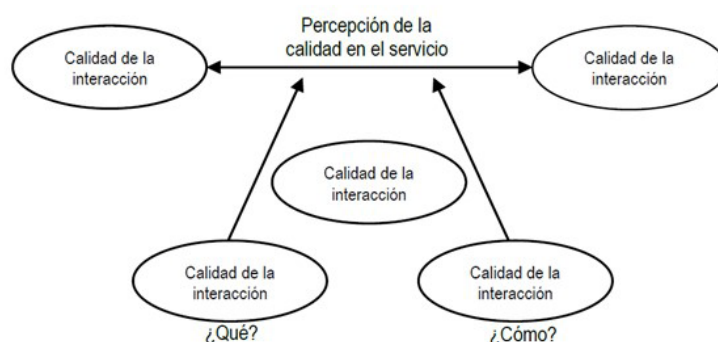 Percepción de la
calidad en el servicio
Calidad de la
interacción
Calidad de la
interacción
Calidad de la
interacción
Calidad de la
interacción
Calidad de la
interacción
¿Qué?
¿Cómo?